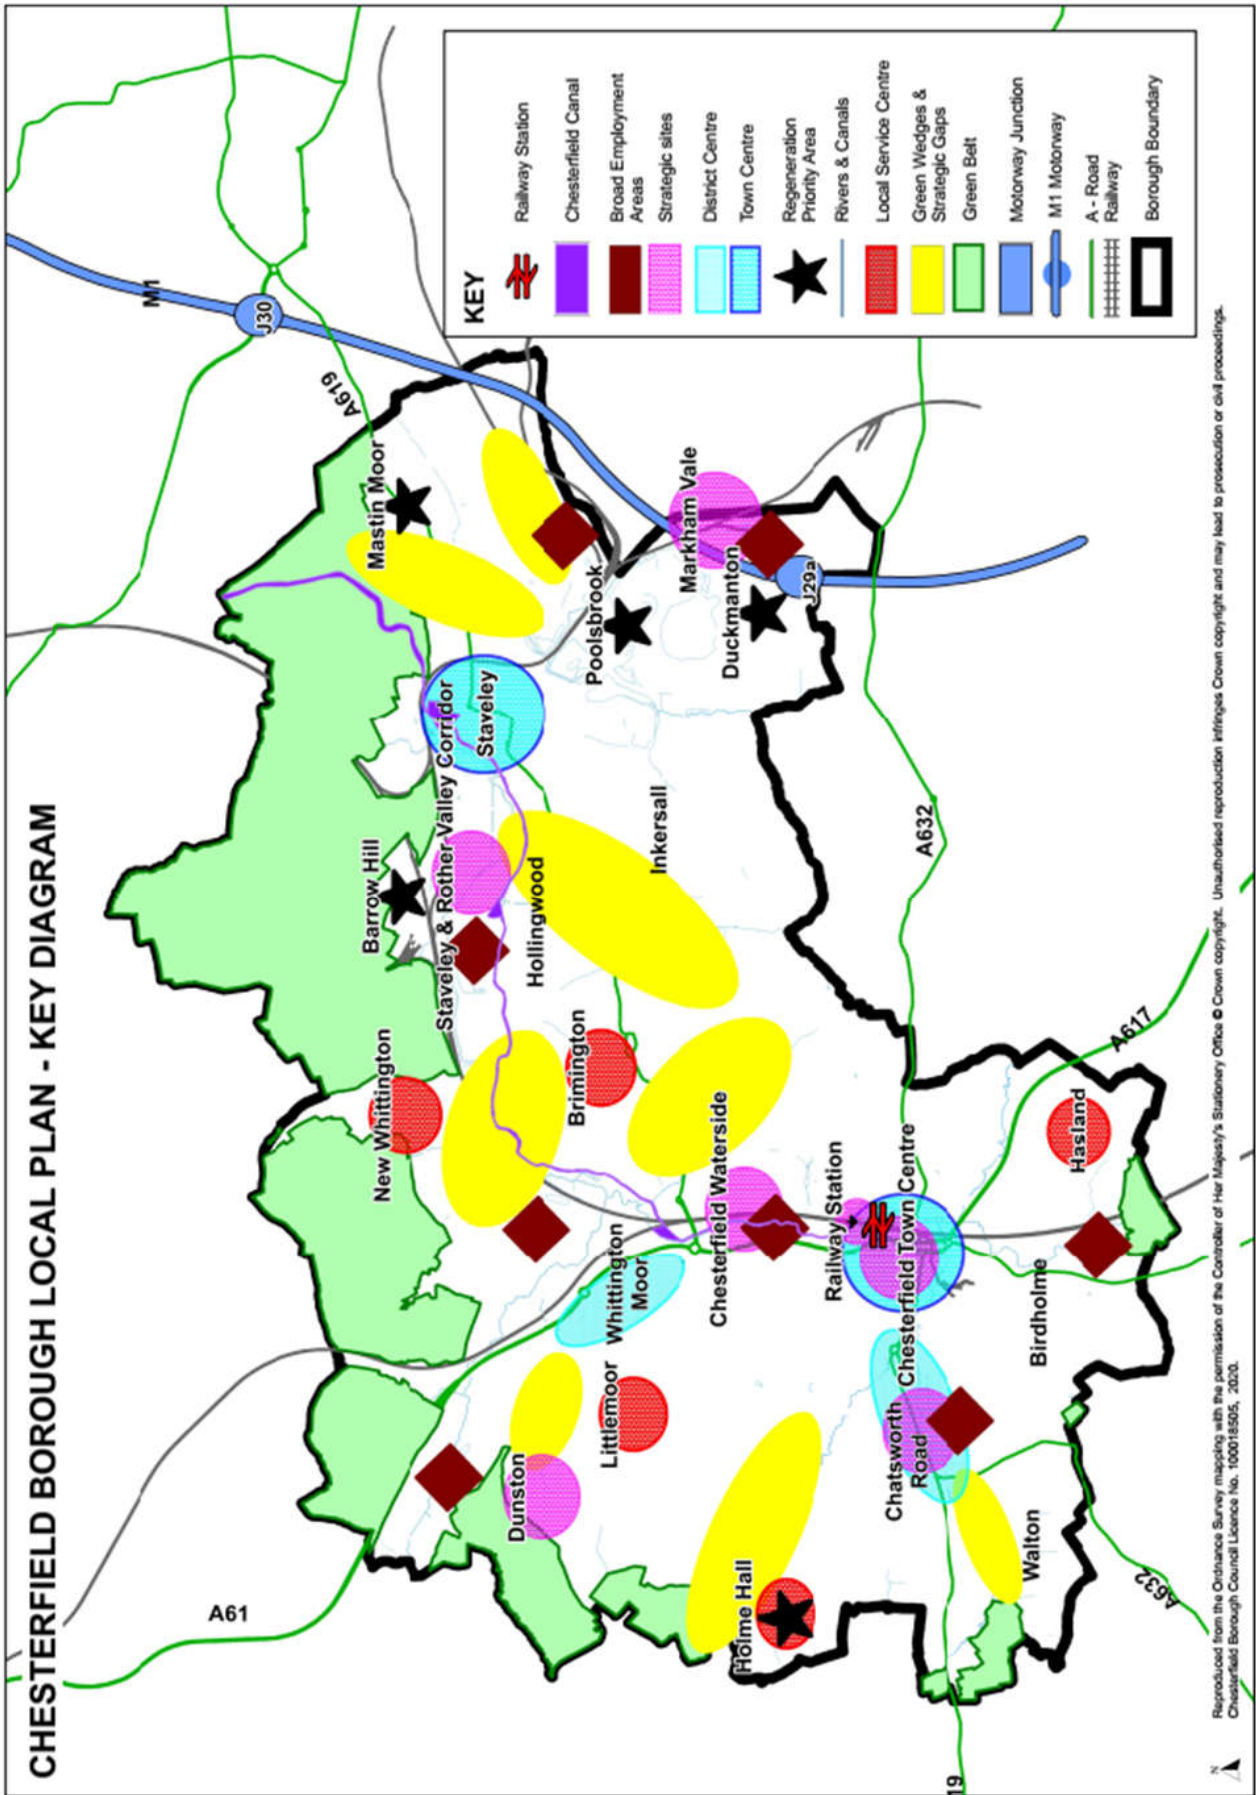 CHESTERFIELD BOROUGH LOCAL PLAN - KEY DIAGRAM
A61
M1
J30
A619
Mastin Moor
Barrow Hill
New Whittington
Staveley & Rother Valley Corridor
Staveley
Hollingwood
Brimington
Dunston
Littlemoor
Whittington
Moor
Poolsbrook
Inkersall
Markham Vale
Duckmanton
J29a
Chesterfield Waterside
Holme Hall
Railway Station
Chesterfield Town Centre
Chatsworth
Road
A632
Walton
Birdholme
Hasland
A617
A632
19
KEY
Railway Station
Chesterfield Canal
Broad Employment
Areas
Strategic sites
District Centre
Town Centre
Regeneration
Priority Area
Rivers & Canals
Local Service Centre
Green Wedges &
Strategic Gaps
Green Belt
Motorway Junction
M1 Motorway
A - Road
Railway
Borough Boundary
N
Reproduced from the Ordnance Survey mapping with the permission of the Controller of Her Majesty's Stationery Office © Crown copyright. Unauthorised reproduction infringes Crown copyright and may lead to prosecution or civil proceedings.
Chesterfield Borough Council Licence No. 100018505, 2020.